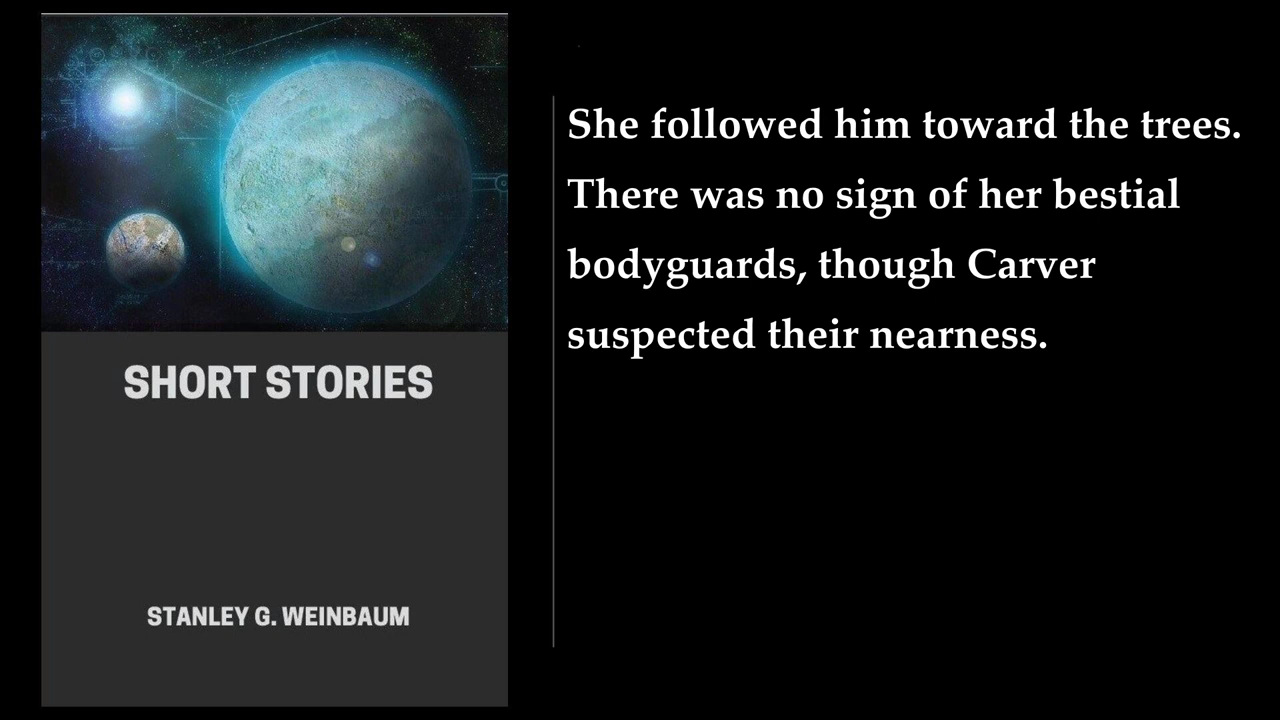 SHORT STORIES
STANLEY G. WEINBAUM
She followed him toward the trees.
There was no sign of her bestial
bodyguards, though Carver
suspected their nearness.